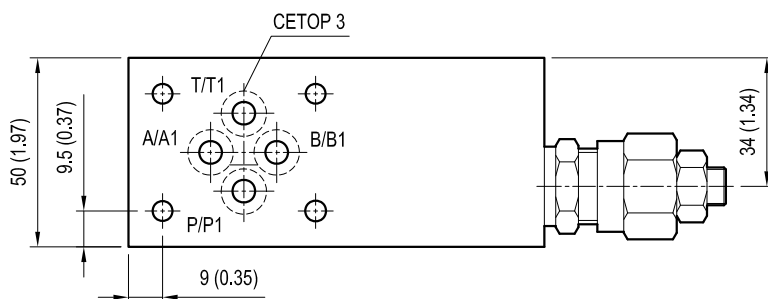 CETOP 3
T/T1
A/A1
B/B1
P/P1
50 (1.97)
9.5 (0.37)
34 (1.34)
9 (0.35)